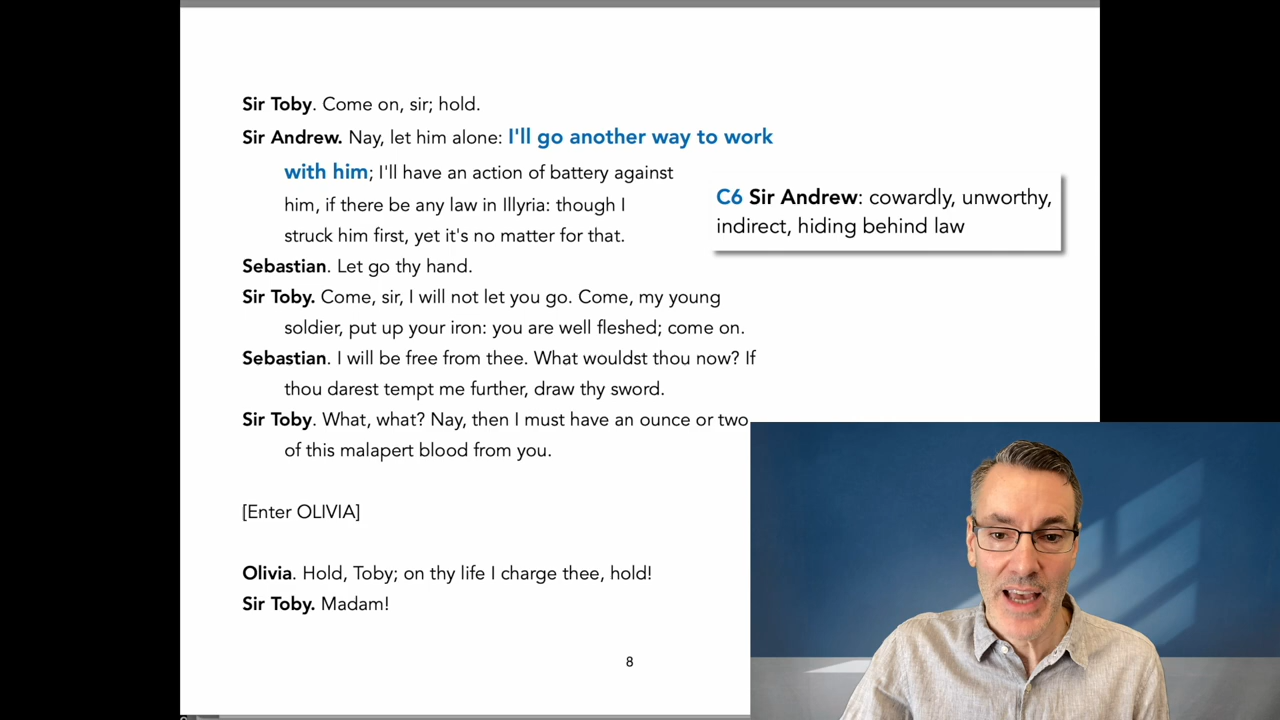 Sir Toby. Come on, sir; hold.
Sir Andrew. Nay, let him alone: I'll go another way to work
with him; I'll have an action of battery against
him, if there be any law in Illyria: though I
struck him first, yet it's no matter for that.
C6 Sir Andrew: cowardly, unworthy,
indirect, hiding behind law
Sebastian. Let go thy hand.
Sir Toby. Come, sir, I will not let you go. Come, my young
soldier, put up your iron: you are well fleshed; come on.
Sebastian. I will be free from thee. What wouldst thou now? If
thou darest tempt me further, draw thy sword.
Sir Toby. What, what? Nay, then I must have an ounce or two
of this malapert blood from you.
[Enter OLIVIA]
Olivia. Hold, Toby; on thy life I charge thee, hold!
Sir Toby. Madam!
8